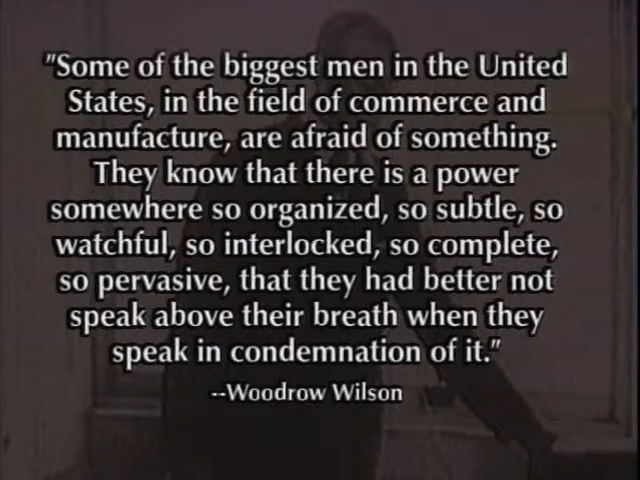 "Some of the biggest men in the United
States, in the field of commerce and
manufacture, are afraid of something.
They know that there is a power
somewhere so organized, so subtle, so
watchful, so interlocked, so complete,
so pervasive, that they had better not
speak above their breath when they
speak in condemnation of it."
--Woodrow Wilson